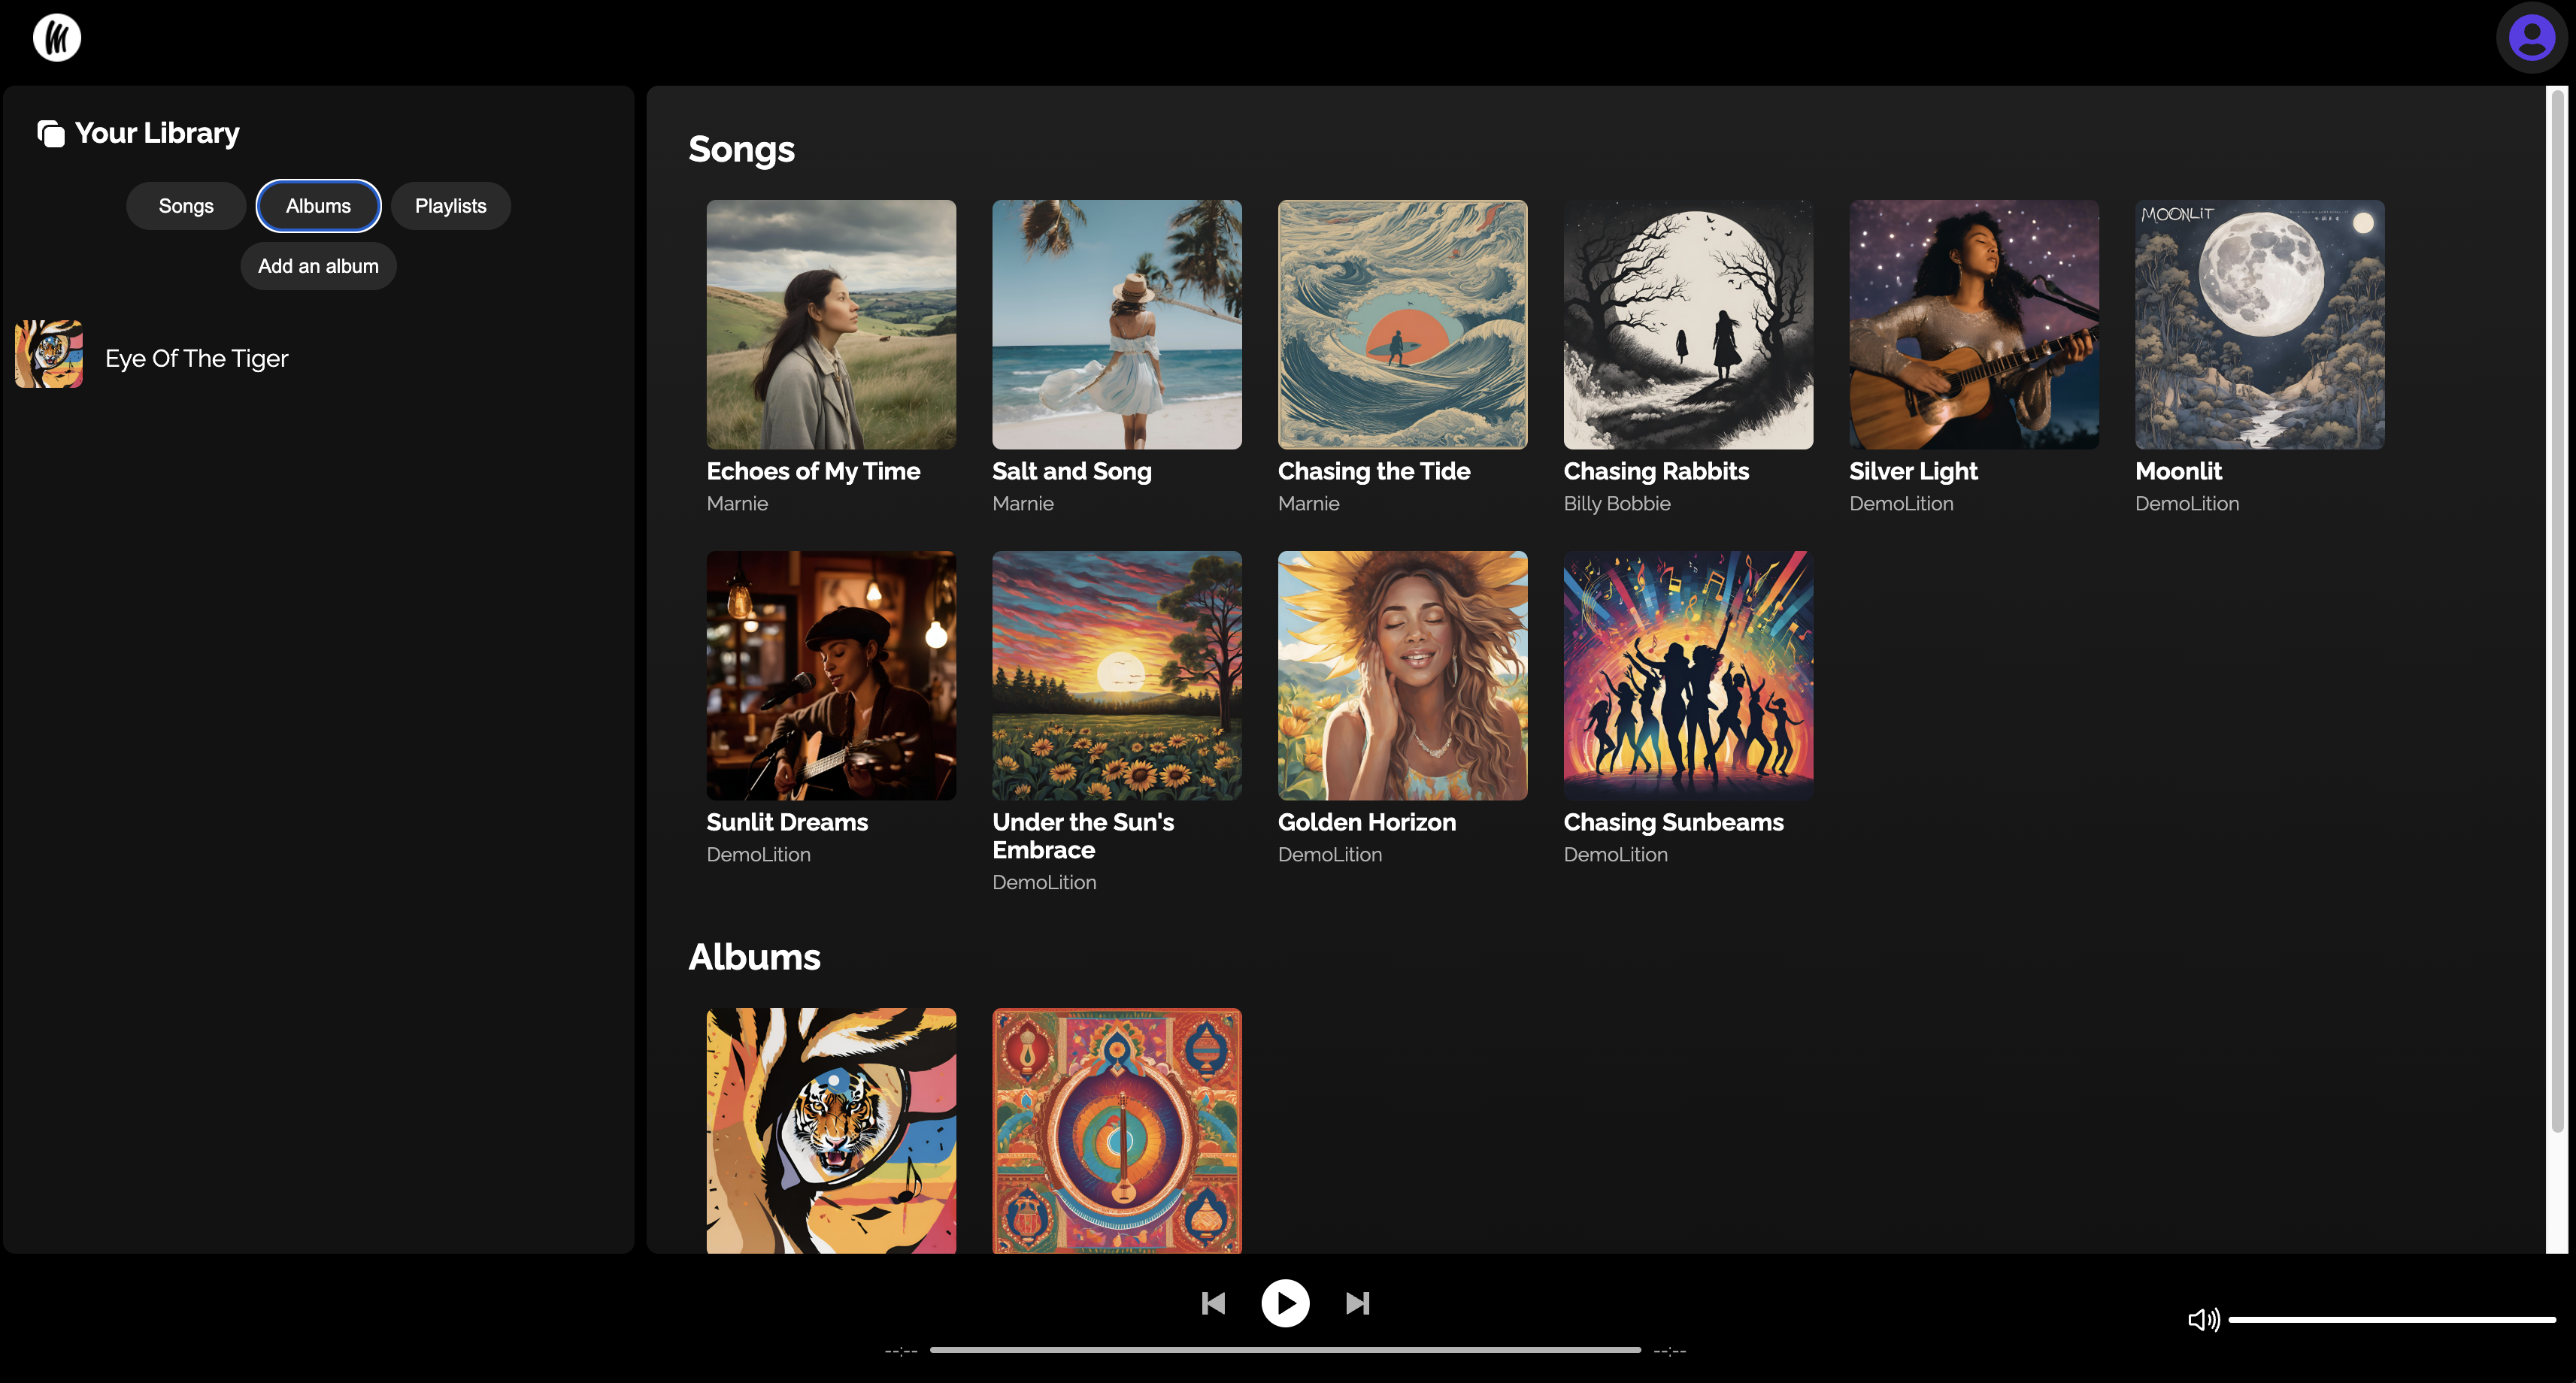 Your Library
Songs
Albums
Playlists
Add an album
Eye Of The Tiger
Songs
MOONLiT
Echoes of My Time
Marnie
Salt and Song
Marnie
Chasing the Tide
Marnie
Chasing Rabbits
Billy Bobbie
Silver Light
DemoLition
Moonlit
DemoLition
Sunlit Dreams
DemoLition
Under the Sun's
Embrace
DemoLition
Golden Horizon
DemoLition
Chasing Sunbeams
DemoLition
Albums
--:--
--:--